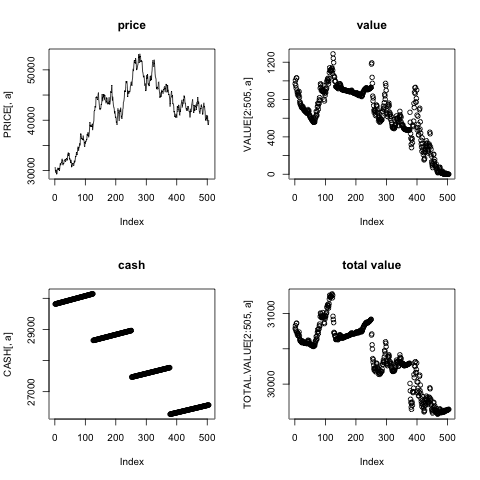 price
PRICE[, a]
30000 40000 50000
0 100 200 300 400 500
Index
value
VALUE[2:505, a]
0 400 800 1200
0 100 200 300 400 500
Index
cash
CASH[, a]
27000 29000
0 100 200 300 400 500
Index
total value
TOTAL.VALUE[2:505, a]
30000 31000
0 100 200 300 400 500
Index